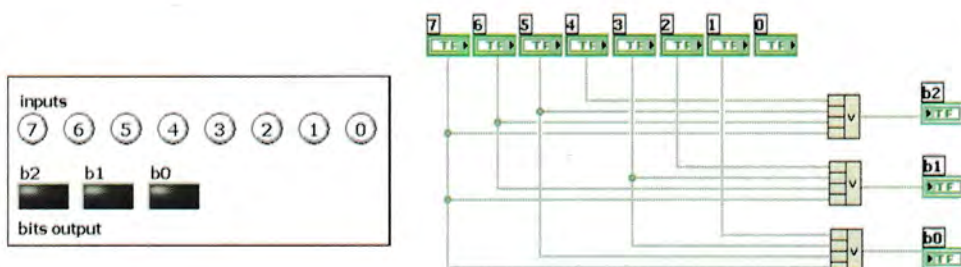 inputs
7 6 5 4 3 2 1 0
b2 b1 b0
bits output
7 6 5 4 3 2 1 0
TF TF TF TF TF TF TF TF
b2
TF
V
b1
TF
V
b0
TF
V